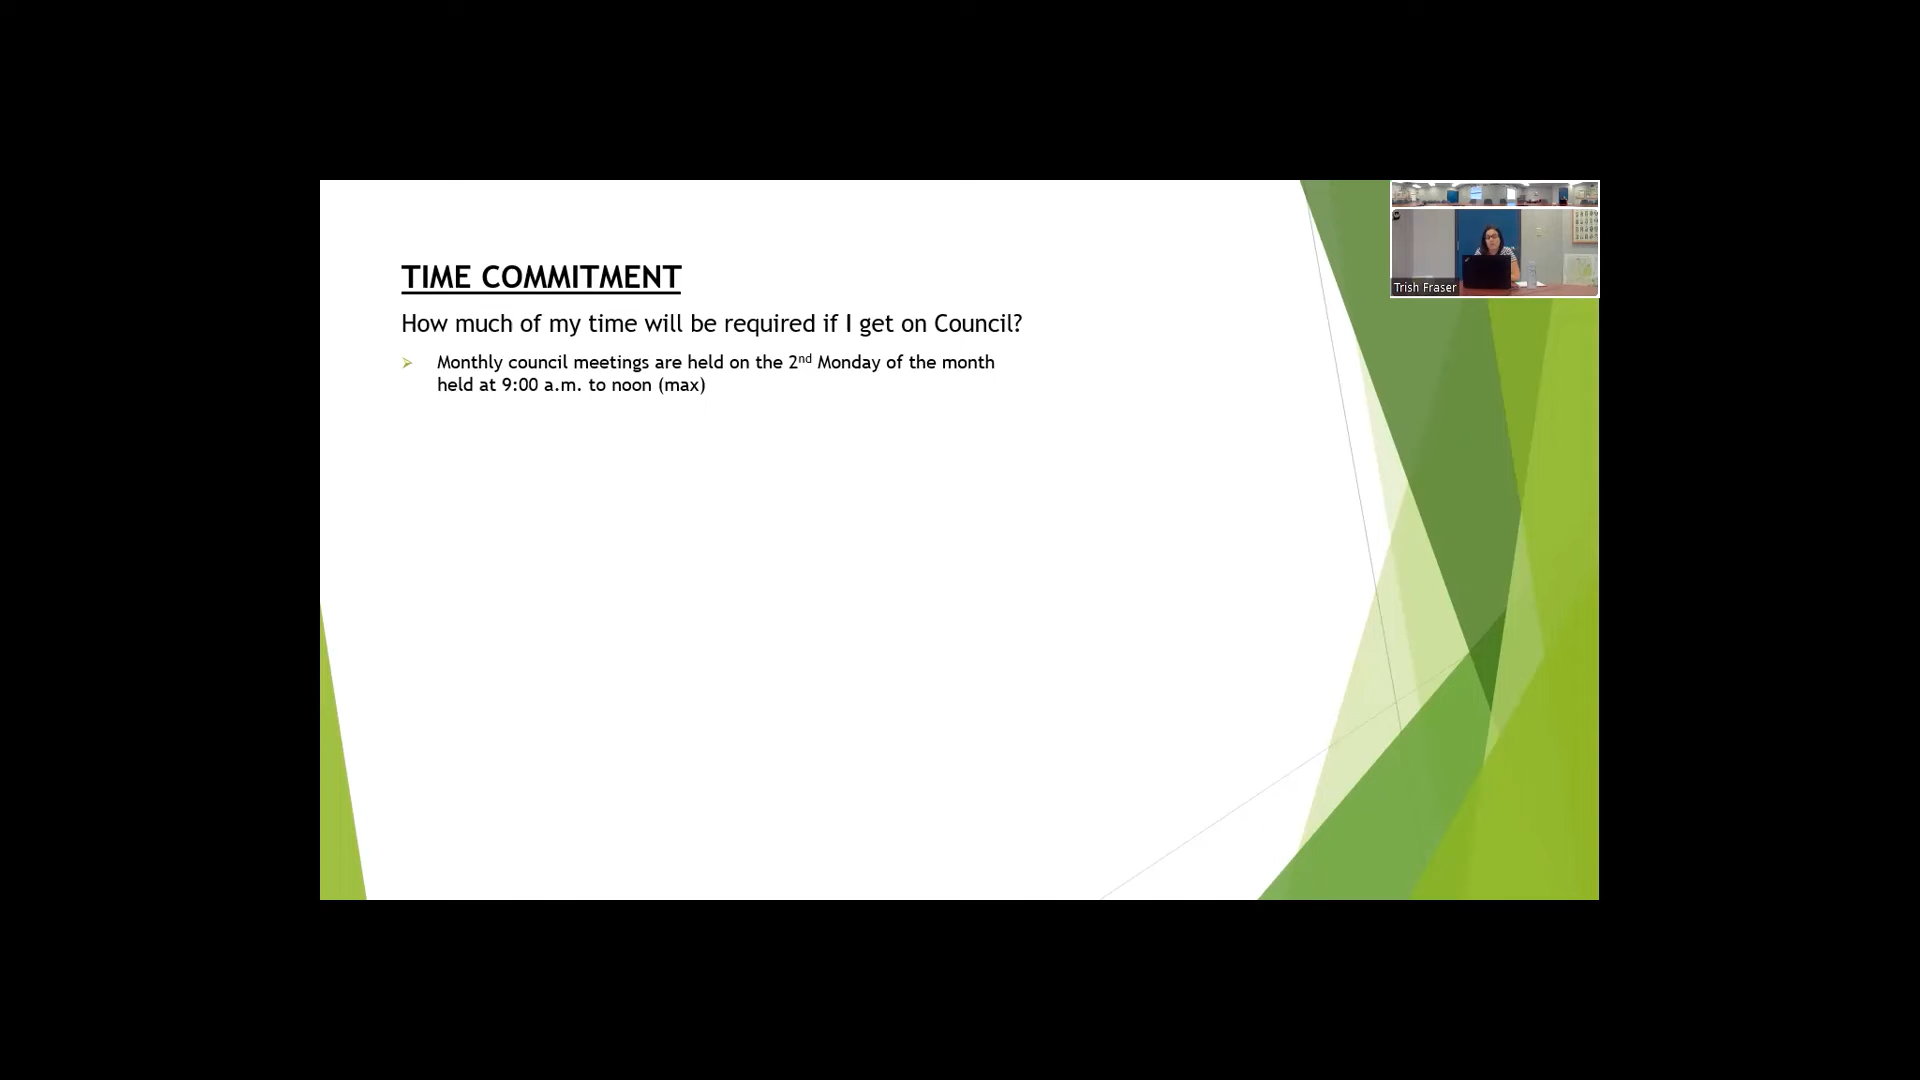 TIME COMMITMENT
How much of my time will be required if I get on Council?
Monthly council meetings are held on the 2nd Monday of the month
held at 9:00 a.m. to noon (max)
Trish Fraser